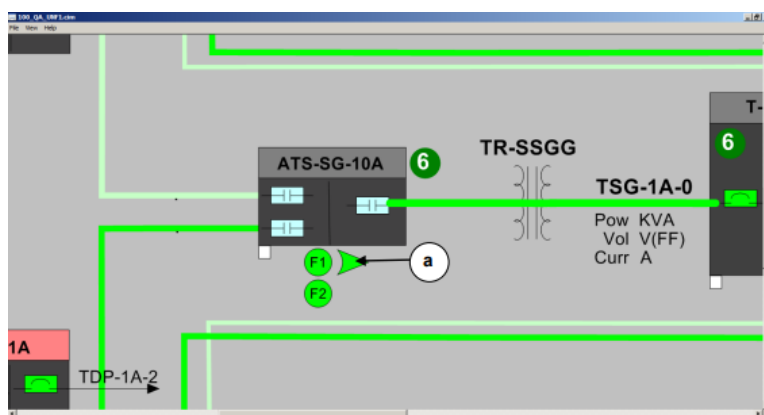 100_QA_UNF1.cim
File View Help
T-
ATS-SG-10A
6
TR-SSGG
6
TSG-1A-0
Pow KVA
Vol V(FF)
Curr A
F1
a
F2
1A
TDP-1A-2